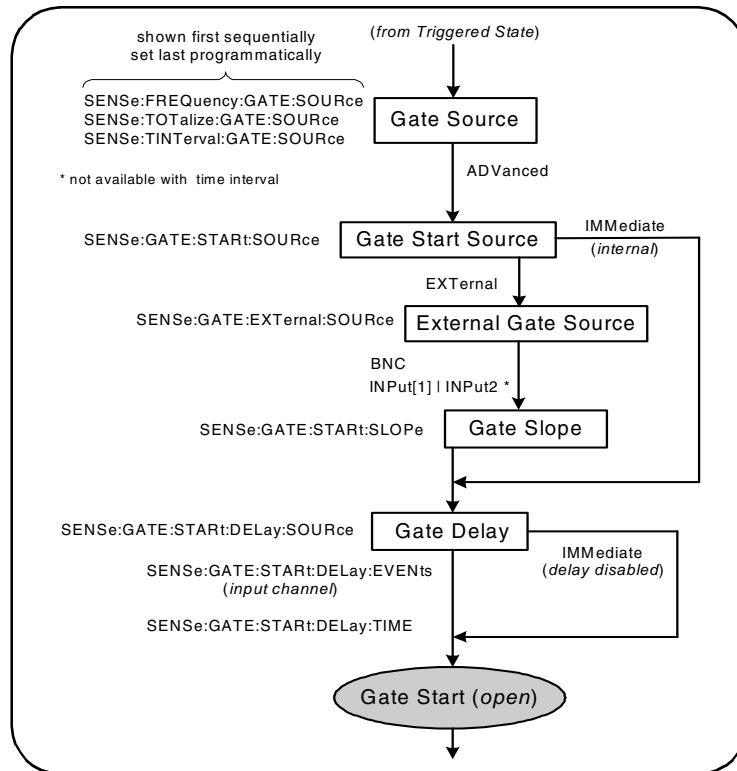 shown first sequentially
set last programmatically
(from Triggered State)
SENSe:FREQuency:GATE:SOURce
SENSe:TOTalize:GATE:SOURce
SENSe:TINTerval:GATE:SOURce
Gate Source
* not available with time interval
ADVanced
SENSe:GATE:STARt:SOURce
Gate Start Source
IMMediate
(internal)
EXTernal
SENSe:GATE:EXTernal:SOURce
External Gate Source
BNC
INPut[1] | INPut2 *
SENSe:GATE:STARt:SLOPe
Gate Slope
SENSe:GATE:STARt:DELay:SOURce
Gate Delay
SENSe:GATE:STARt:DELay:EVENts
(input channel)
IMMediate
(delay disabled)
SENSe:GATE:STARt:DELay:TIME
Gate Start (open)